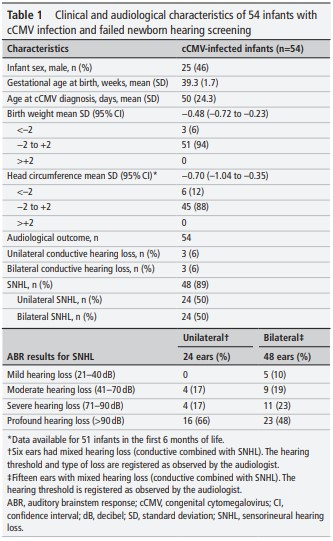 Table 1 Clinical and audiological characteristics of 54 infants with
cCMV infection and failed newborn hearing screening
Characteristics cCMV-infected infants (n=54)
Infant sex, male, n (%) 25 (46)
Gestational age at birth, weeks, mean (SD) 39.3 (1.7)
Age at cCMV diagnosis, days, mean (SD) 50 (24.3)
Birth weight mean SD (95% CI) −0.48 (−0.72 to −0.23)
<−2 3 (6)
−2 to +2 51 (94)
>+2 0
Head circumference mean SD (95% CI)* −0.70 (−1.04 to −0.35)
<−2 6 (12)
−2 to +2 45 (88)
>+2 0
Audiological outcome, n 54
Unilateral conductive hearing loss, n (%) 3 (6)
Bilateral conductive hearing loss, n (%) 3 (6)
SNHL, n (%) 48 (89)
Unilateral SNHL, n (%) 24 (50)
Bilateral SNHL, n (%) 24 (50)
Unilateral† Bilateral‡
ABR results for SNHL 24 ears (%) 48 ears (%)
Mild hearing loss (21–40 dB) 0 5 (10)
Moderate hearing loss (41–70 dB) 4 (17) 9 (19)
Severe hearing loss (71–90 dB) 4 (17) 11 (23)
Profound hearing loss (>90 dB) 16 (66) 23 (48)
*Data available for 51 infants in the first 6 months of life.
†Six ears had mixed hearing loss (conductive combined with SNHL). The hearing
threshold and type of loss are registered as observed by the audiologist.
‡Fifteen ears with mixed hearing loss (conductive combined with SNHL). The
hearing threshold is registered as observed by the audiologist.
ABR, auditory brainstem response; cCMV, congenital cytomegalovirus; CI,
confidence interval; dB, decibel; SD, standard deviation; SNHL, sensorineural hearing
loss.